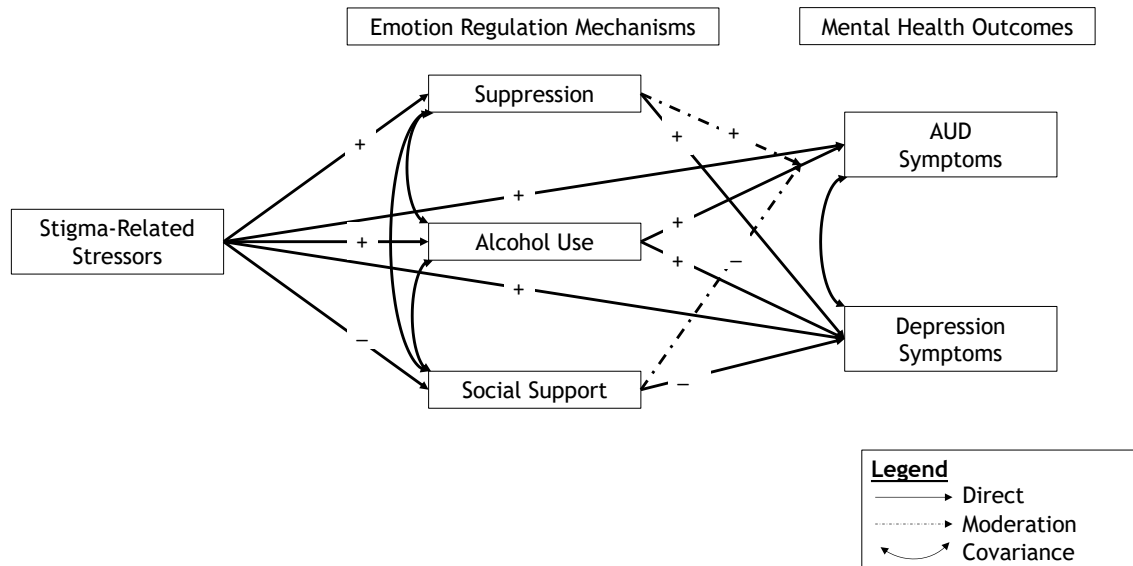 Emotion Regulation Mechanisms
Mental Health Outcomes
Suppression
+
+
+
AUD
Symptoms
+
Stigma-Related
Stressors
+
Alcohol Use
+
–
+
+
–
Depression
Symptoms
Social Support
–
Legend
Direct
Moderation
Covariance